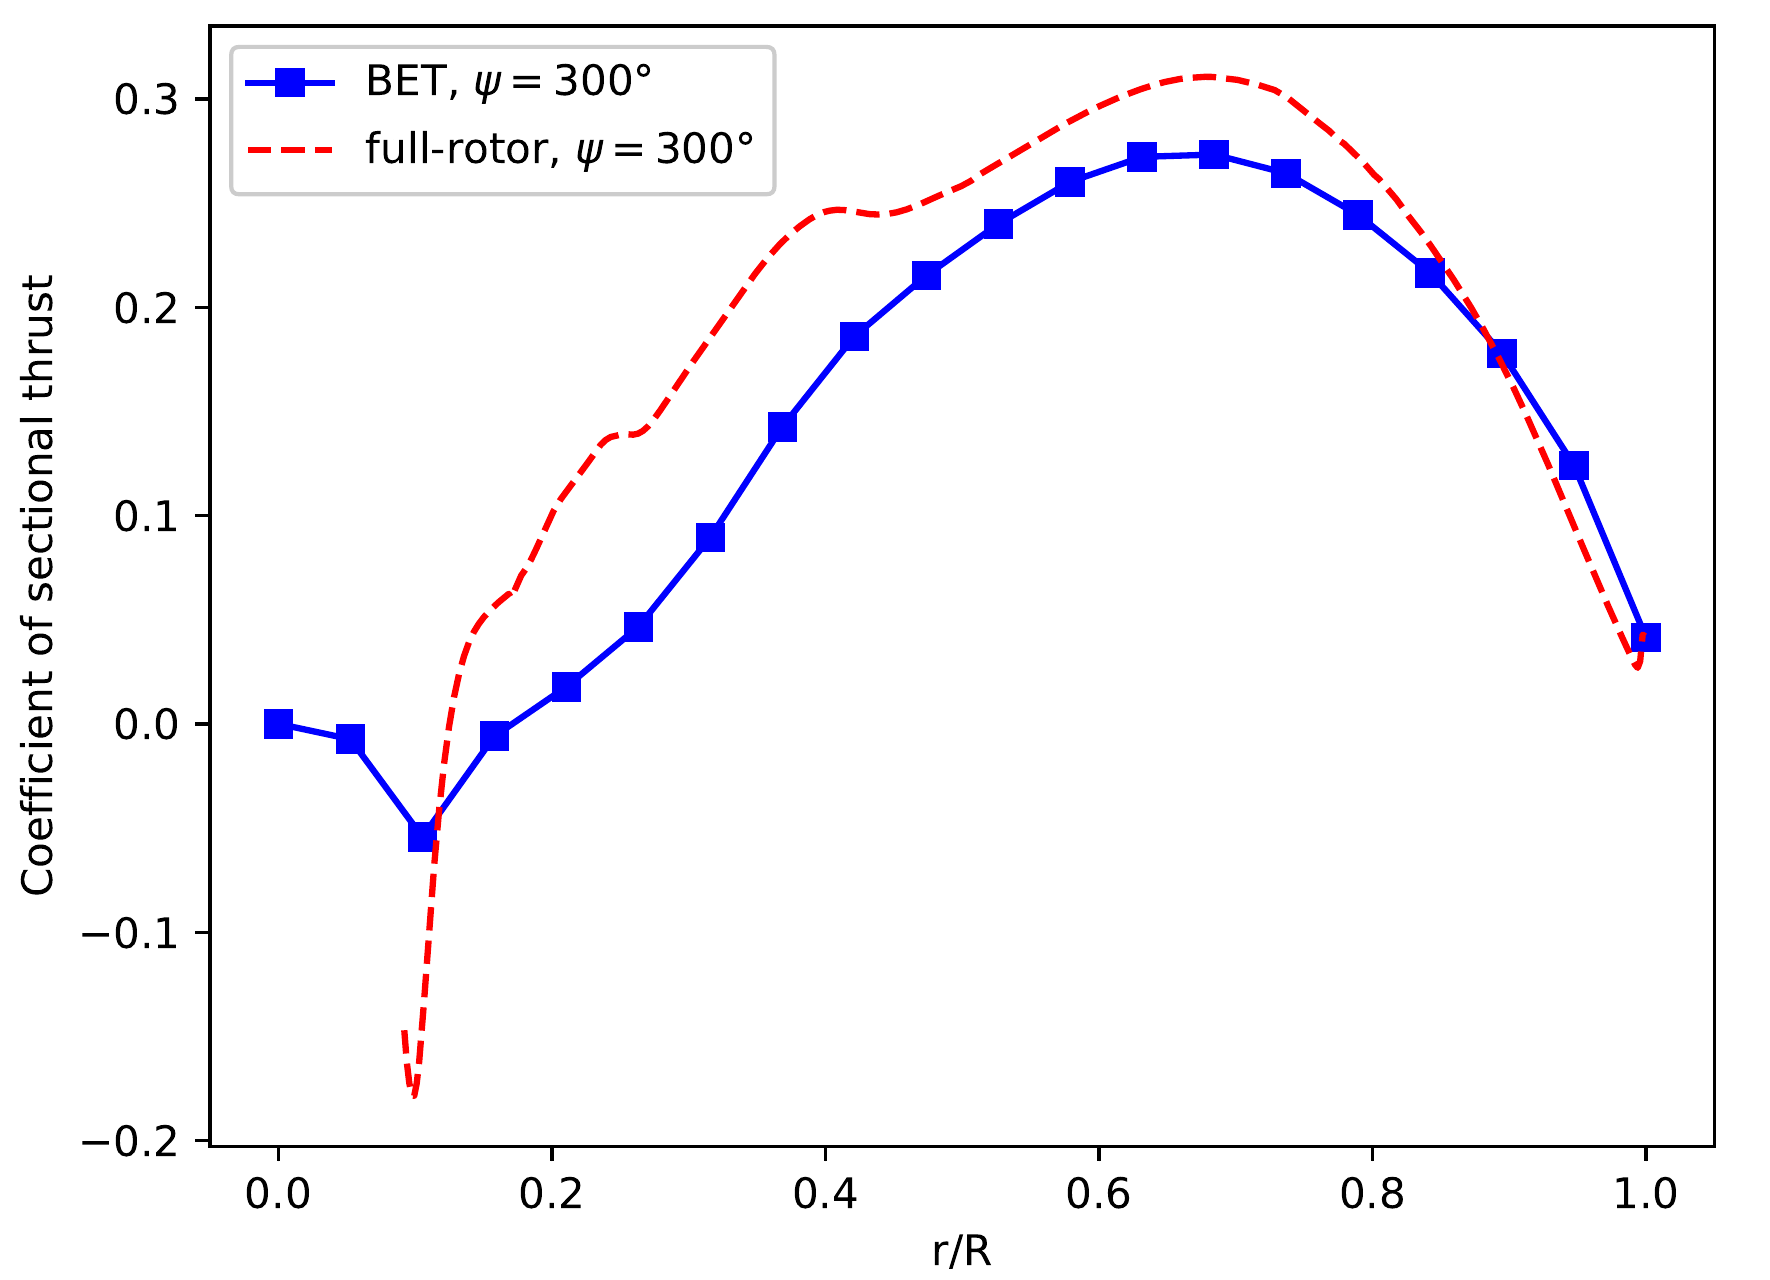 BET, ψ = 300°
full-rotor, ψ = 300°
Coefficient of sectional thrust
0.3
0.2
0.1
0.0
−0.1
−0.2
0.0 0.2 0.4 0.6 0.8 1.0
r/R